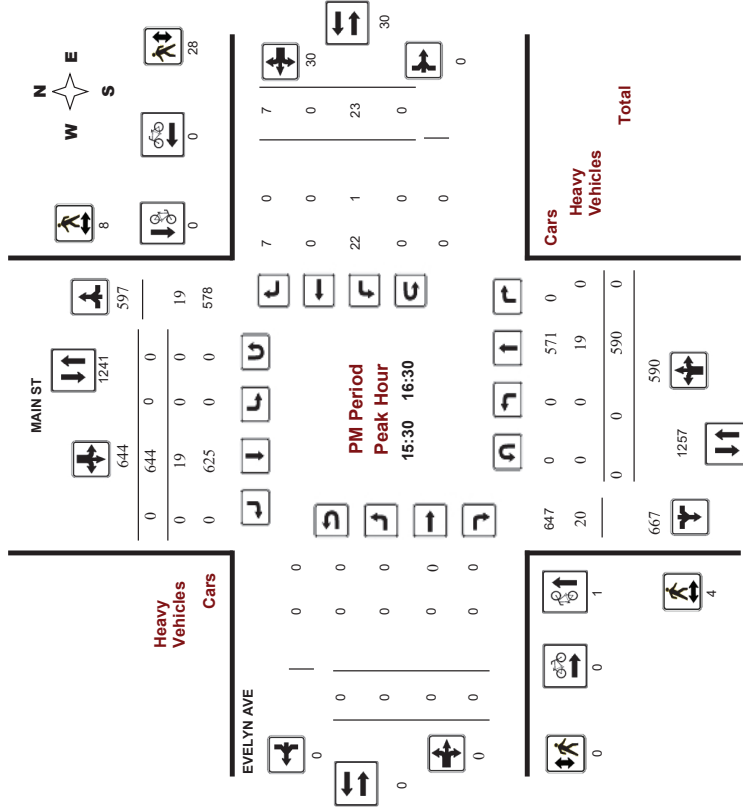 N
W E
S
28
0
8
0
MAIN ST
597
1241
644
19
578
0 644 0 0
0 19 0 0
0 625 0 0
Heavy
Vehicles
Cars
30
30
0
7 0 7
0 0 0
22 1 23
0 0 0
0 0
PM Period
Peak Hour
15:30 16:30
EVELYN AVE
0
0
0
0 0
0 0 0
0 0 0
0 0 0
0 0 0
Cars
Heavy
Vehicles
Total
647 0 0 571 0
20 0 0 19 0
0 0 590 0
667
1257
590
1
0
0
4